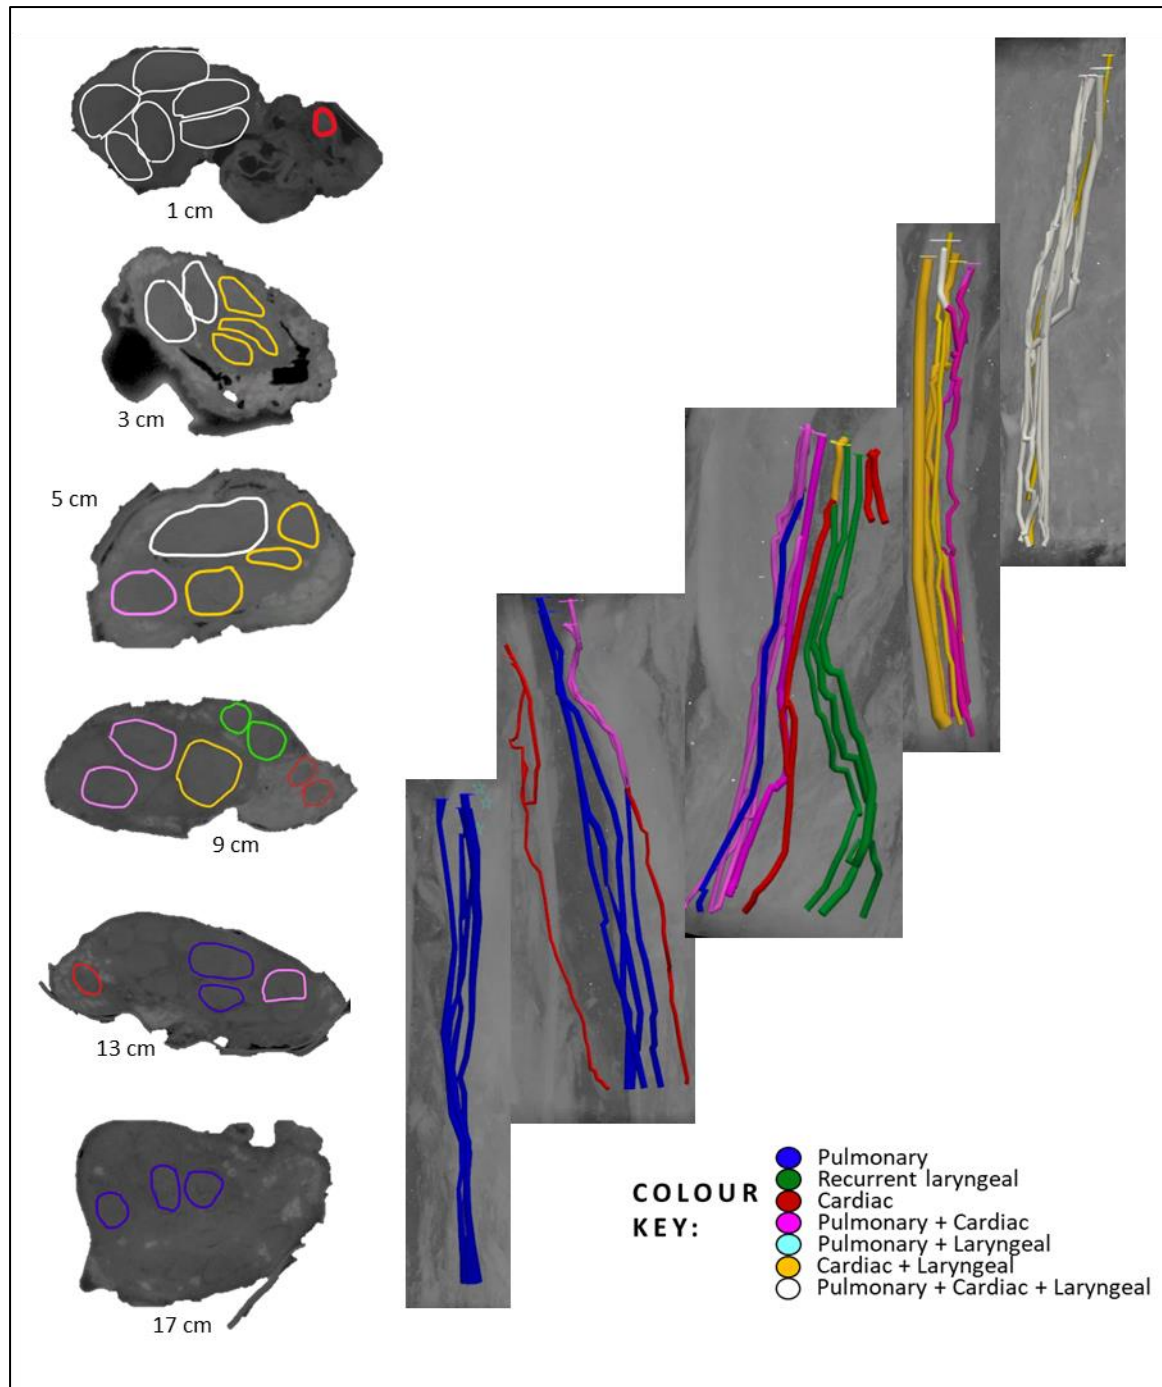 1 cm
3 cm
5 cm
9 cm
13 cm
17 cm
COLOUR KEY:
Pulmonary
Recurrent laryngeal
Cardiac
Pulmonary + Cardiac
Pulmonary + Laryngeal
Cardiac + Laryngeal
Pulmonary + Cardiac + Laryngeal